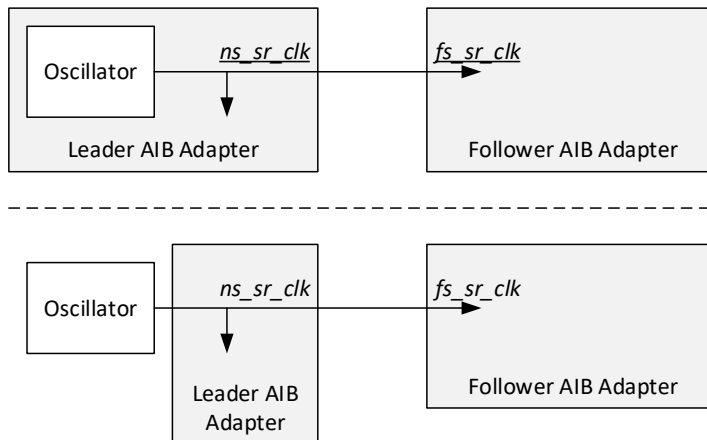 Oscillator
ns_sr_clk
fs_sr_clk
Leader AIB Adapter
Follower AIB Adapter
Oscillator
ns_sr_clk
fs_sr_clk
Leader AIB
Adapter
Follower AIB Adapter